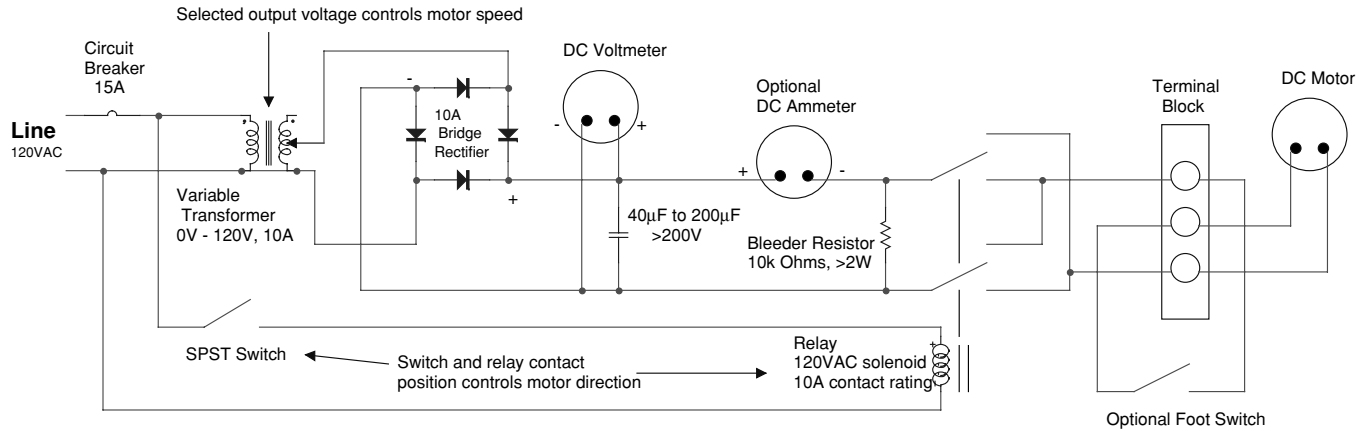 Selected output voltage controls motor speed
Circuit
Breaker
15A
Line
120VAC
Variable
Transformer
0V - 120V, 10A
-
10A
Bridge
Rectifier
+
DC Voltmeter
-
+
40μF to 200μF
>200V
Optional
DC Ammeter
+
-
Bleeder Resistor
10k Ohms, >2W
Terminal
Block
DC Motor
SPST Switch
Switch and relay contact
position controls motor direction
Relay
120VAC solenoid
10A contact rating
+
Optional Foot Switch